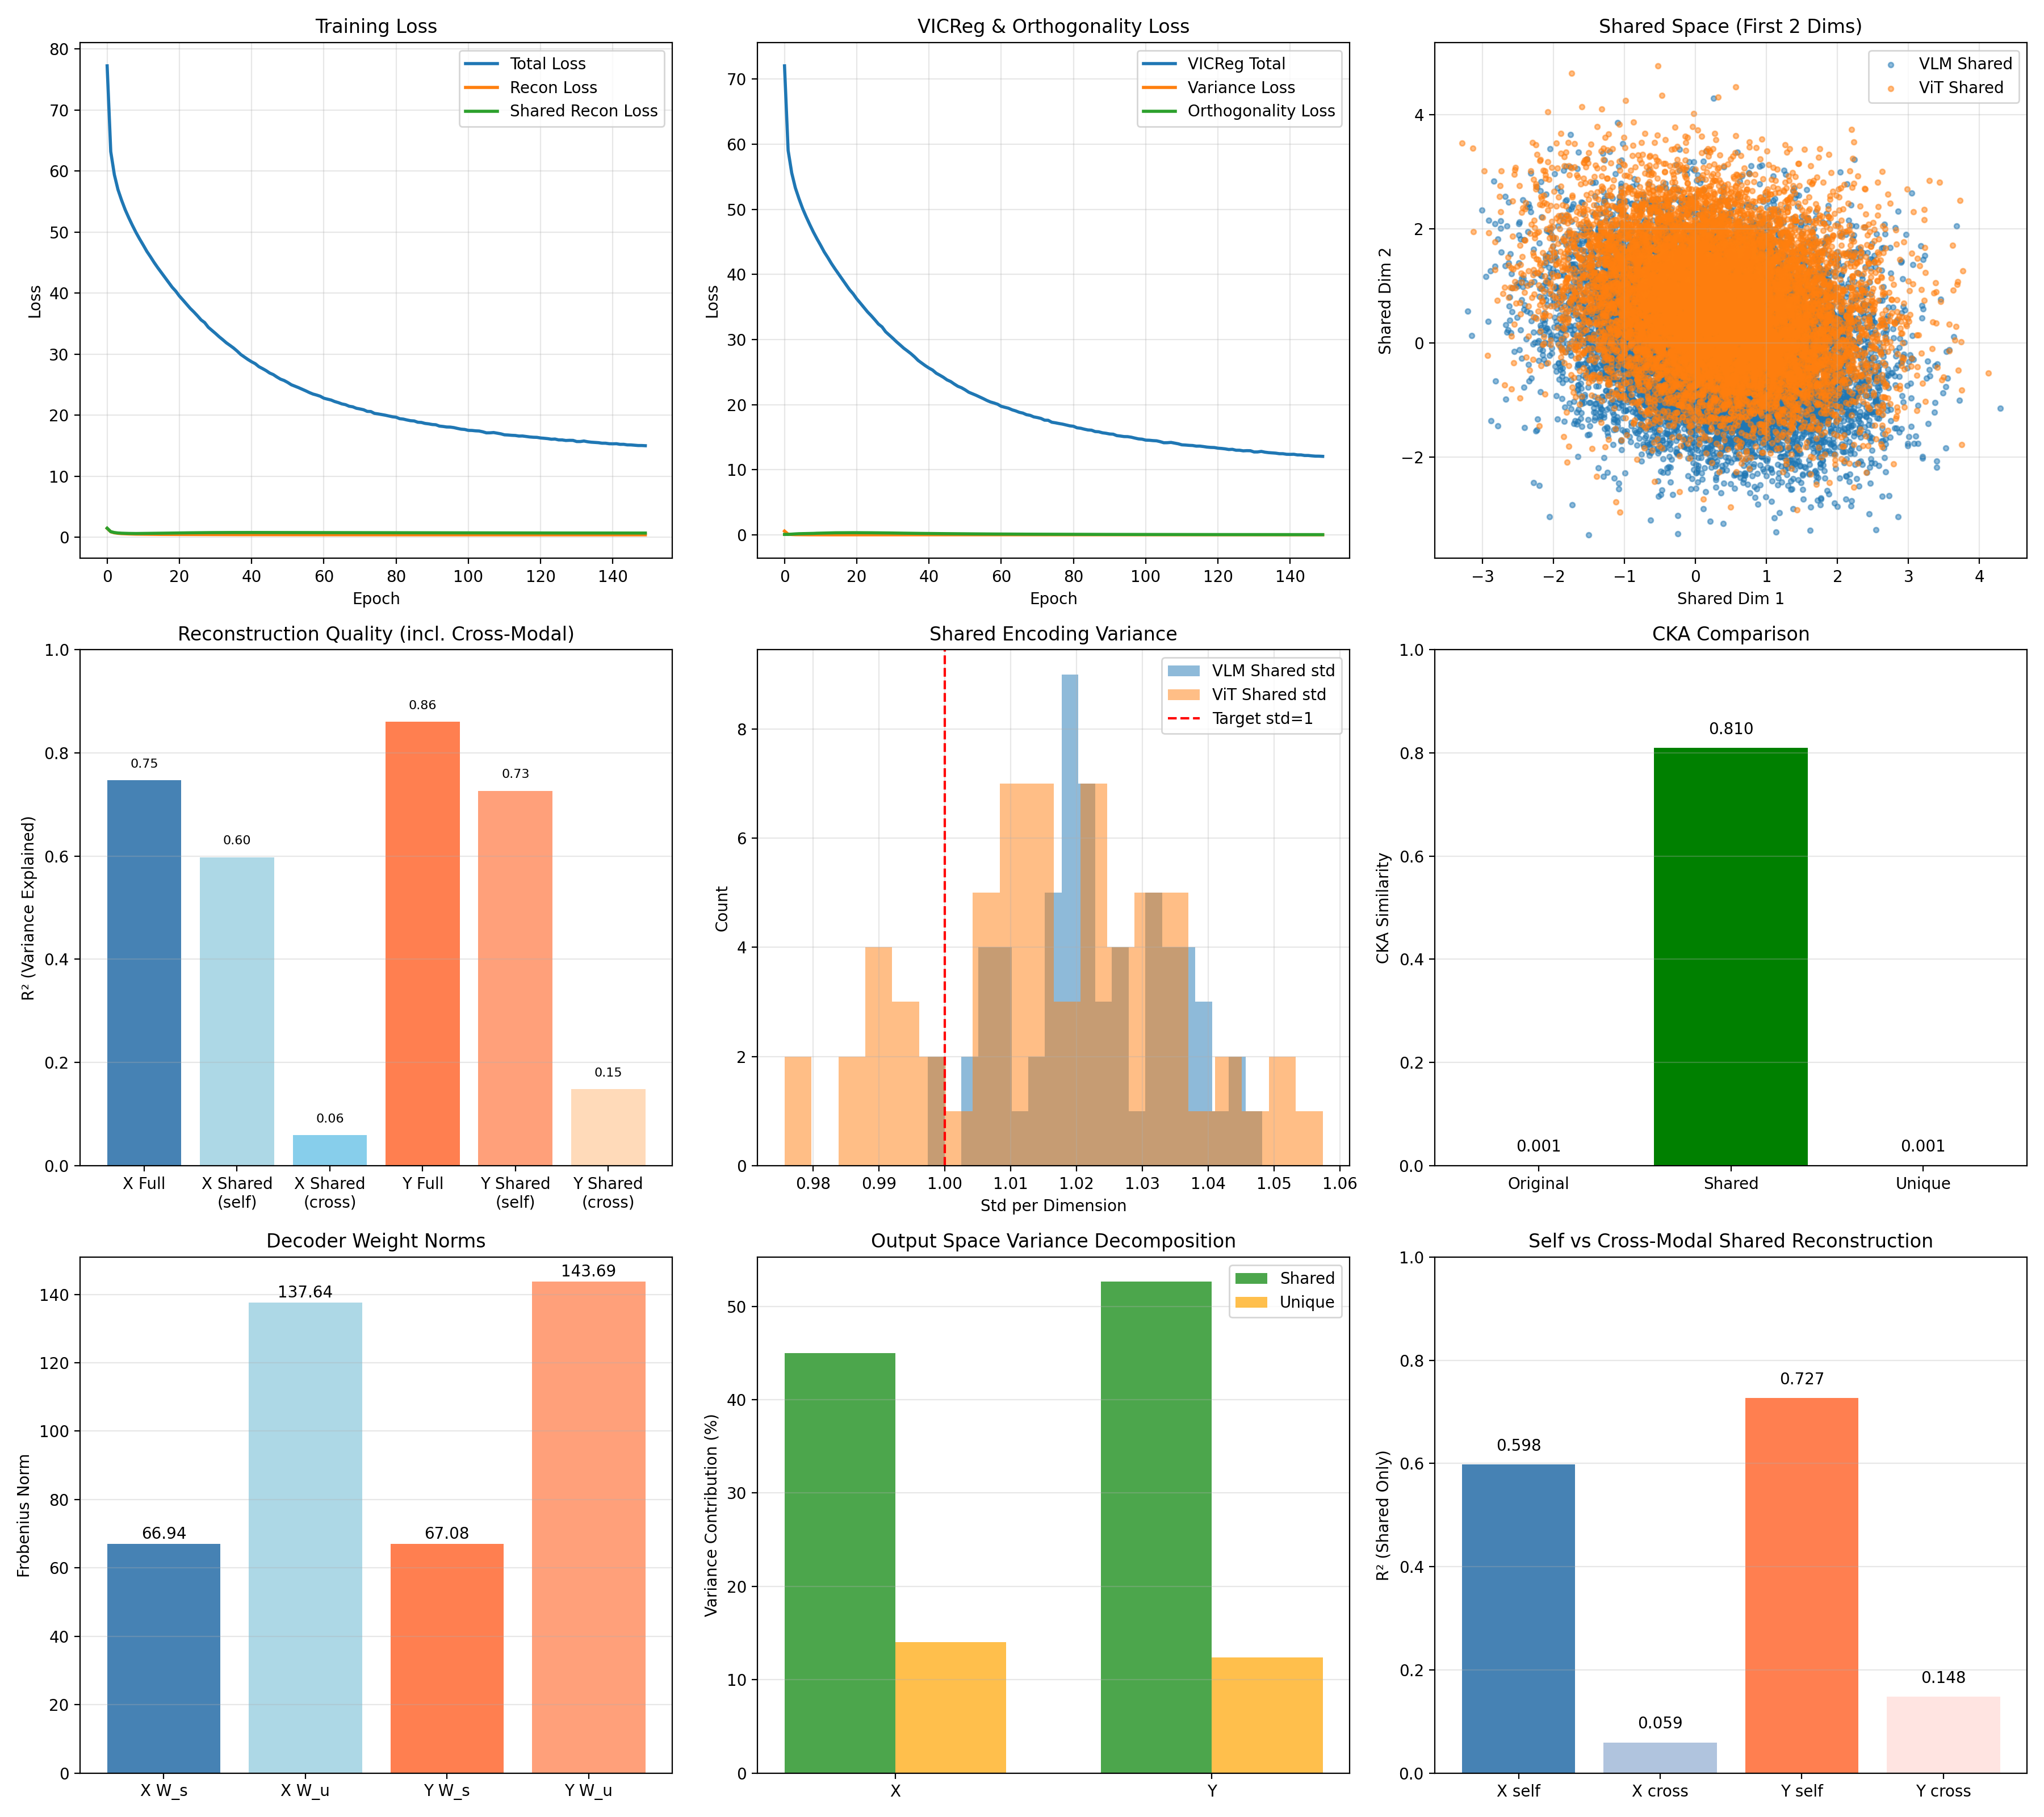 Training Loss
80
70
60
50
40
30
20
10
0
Loss
0 20 40 60 80 100 120 140
Epoch
Total Loss
Recon Loss
Shared Recon Loss
VICReg & Orthogonality Loss
70
60
50
40
30
20
10
0
Loss
0 20 40 60 80 100 120 140
Epoch
VICReg Total
Variance Loss
Orthogonality Loss
Shared Space (First 2 Dims)
4
2
0
−2
Shared Dim 2
−3 −2 −1 0 1 2 3 4
Shared Dim 1
VLM Shared
ViT Shared
Reconstruction Quality (incl. Cross-Modal)
1.0
0.8
0.6
0.4
0.2
0.0
R² (Variance Explained)
0.75
0.60
0.06
0.86
0.73
0.15
X Full
X Shared
(self)
X Shared
(cross)
Y Full
Y Shared
(self)
Y Shared
(cross)
Shared Encoding Variance
8
6
4
2
0
Count
0.98 0.99 1.00 1.01 1.02 1.03 1.04 1.05 1.06
Std per Dimension
VLM Shared std
ViT Shared std
Target std=1
CKA Comparison
1.0
0.8
0.6
0.4
0.2
0.0
CKA Similarity
0.001
0.810
0.001
Original
Shared
Unique
Decoder Weight Norms
140
120
100
80
60
40
20
0
Frobenius Norm
66.94
137.64
67.08
143.69
X W_s
X W_u
Y W_s
Y W_u
Output Space Variance Decomposition
50
40
30
20
10
0
Variance Contribution (%)
X
Y
Shared
Unique
Self vs Cross-Modal Shared Reconstruction
1.0
0.8
0.6
0.4
0.2
0.0
R² (Shared Only)
0.598
0.059
0.727
0.148
X self
X cross
Y self
Y cross